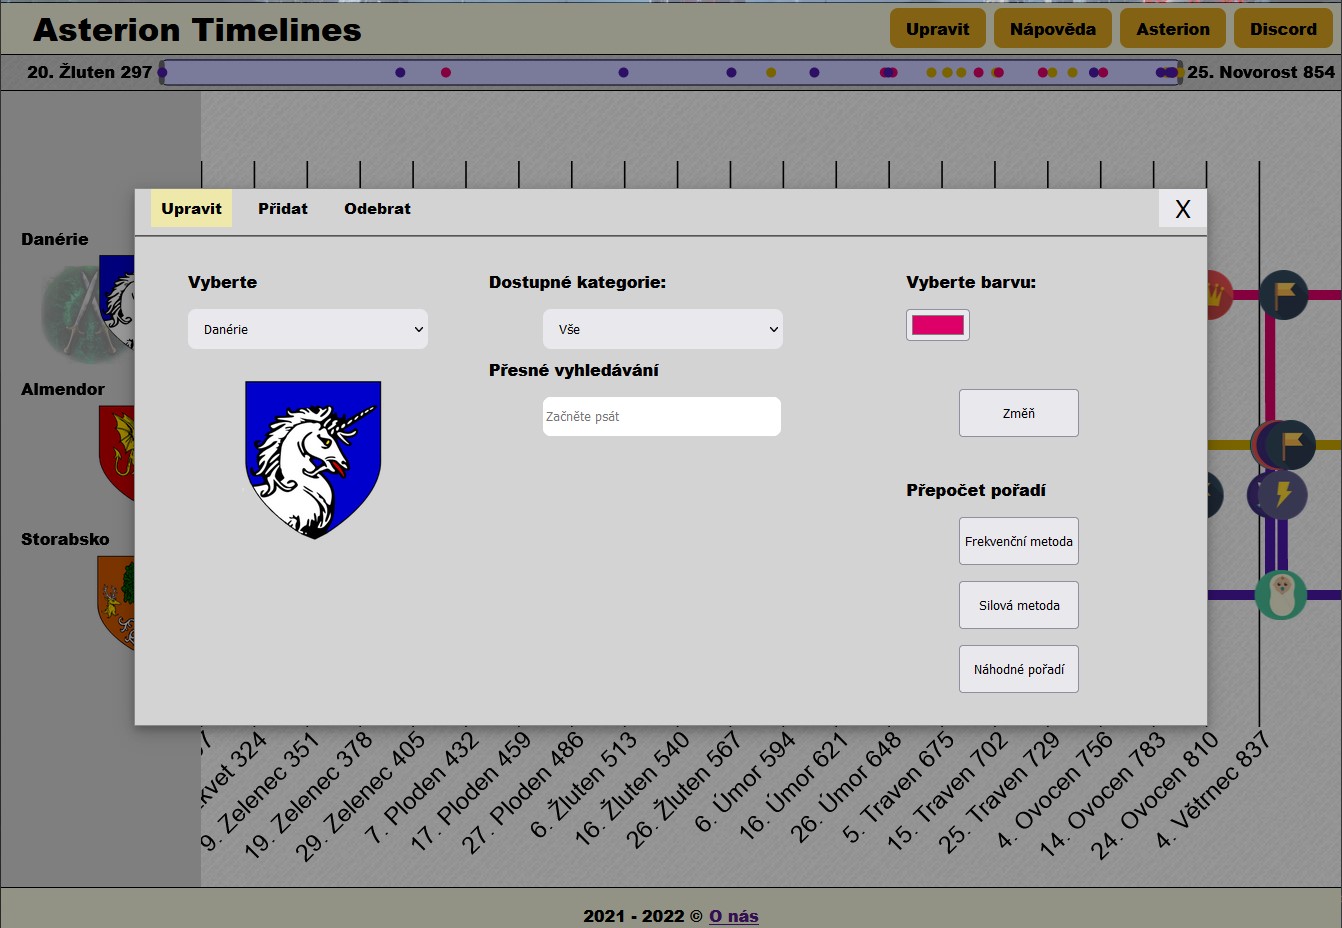 Asterion Timelines
Upravit
Nápověda
Asterion
Discord
20. Žluten 297
25. Novorost 854
Danérie
Almendor
Storabsko
Upravit
Přidat
Odebrat
X
Vyberte
Danérie
Dostupné kategorie:
Vše
Přesné vyhledávání
Začněte psát
Vyberte barvu:
Změň
Přepočet pořadí
Frekvenční metoda
Silová metoda
Náhodné pořadí
324
9. Zelenec 351
19. Zelenec 378
29. Zelenec 405
7. Ploden 432
17. Ploden 459
27. Ploden 486
6. Žluten 513
16. Žluten 540
26. Žluten 567
6. Úmor 594
16. Úmor 621
26. Úmor 648
5. Traven 675
15. Traven 702
25. Traven 729
4. Ovocen 756
14. Ovocen 783
24. Ovocen 810
4. Větrnec 837
2021 - 2022 © O nás